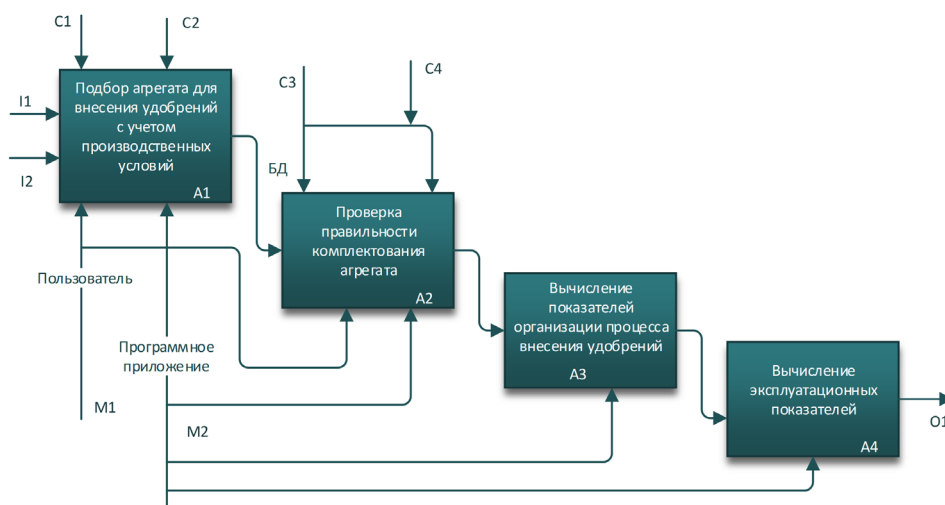 C1
C2
Подбор агрегата для
внесения удобрений
с учетом
производственных
условий
A1
I1
I2
C3
C4
БД
Проверка
правильности
комплектования
агрегата
A2
Пользователь
Программное
приложение
M1
M2
Вычисление
показателей
организации процесса
внесения удобрений
A3
Вычисление
эксплуатационных
показателей
A4
O1